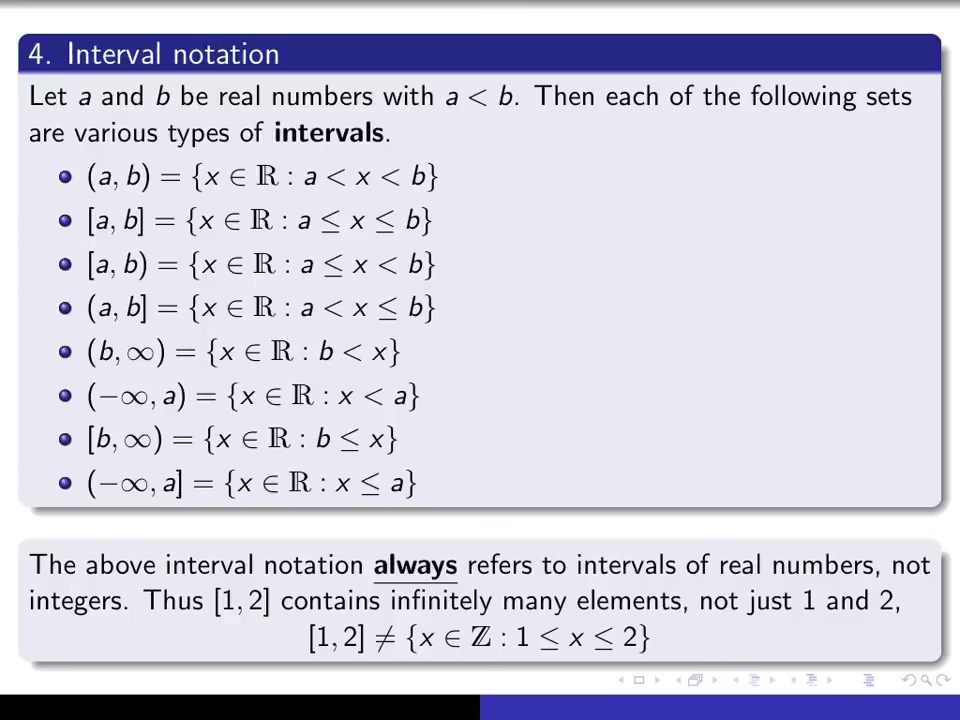 4. Interval notation
Let a and b be real numbers with a < b. Then each of the following sets
are various types of intervals.
(a, b) = {x ∈ ℝ : a < x < b}
[a, b] = {x ∈ ℝ : a ≤ x ≤ b}
[a, b) = {x ∈ ℝ : a ≤ x < b}
(a, b] = {x ∈ ℝ : a < x ≤ b}
(b, ∞) = {x ∈ ℝ : b < x}
(−∞, a) = {x ∈ ℝ : x < a}
[b, ∞) = {x ∈ ℝ : b ≤ x}
(−∞, a] = {x ∈ ℝ : x ≤ a}
The above interval notation always refers to intervals of real numbers, not
integers. Thus [1, 2] contains infinitely many elements, not just 1 and 2,
[1, 2] ≠ {x ∈ ℤ : 1 ≤ x ≤ 2}